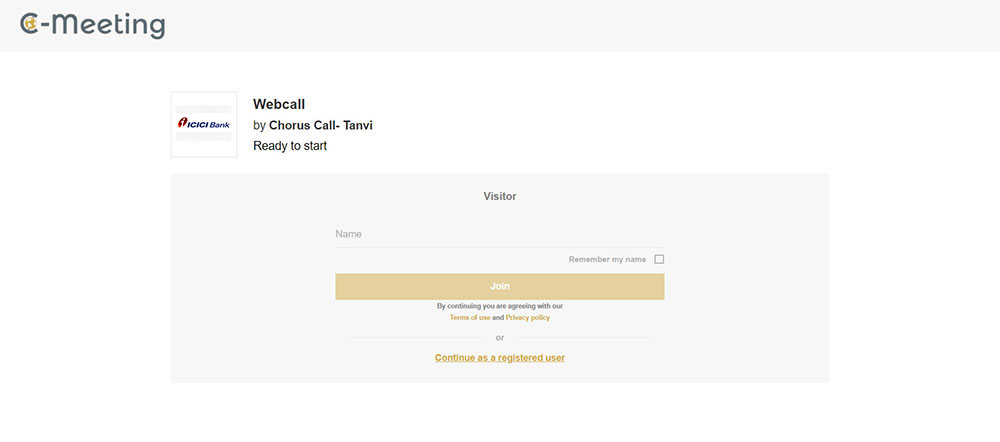 C-Meeting
ICICI Bank
Webcall
by Chorus Call- Tanvi
Ready to start
Visitor
Name
Remember my name
Join
By continuing you are agreeing with our
Terms of use and Privacy policy
or
Continue as a registered user